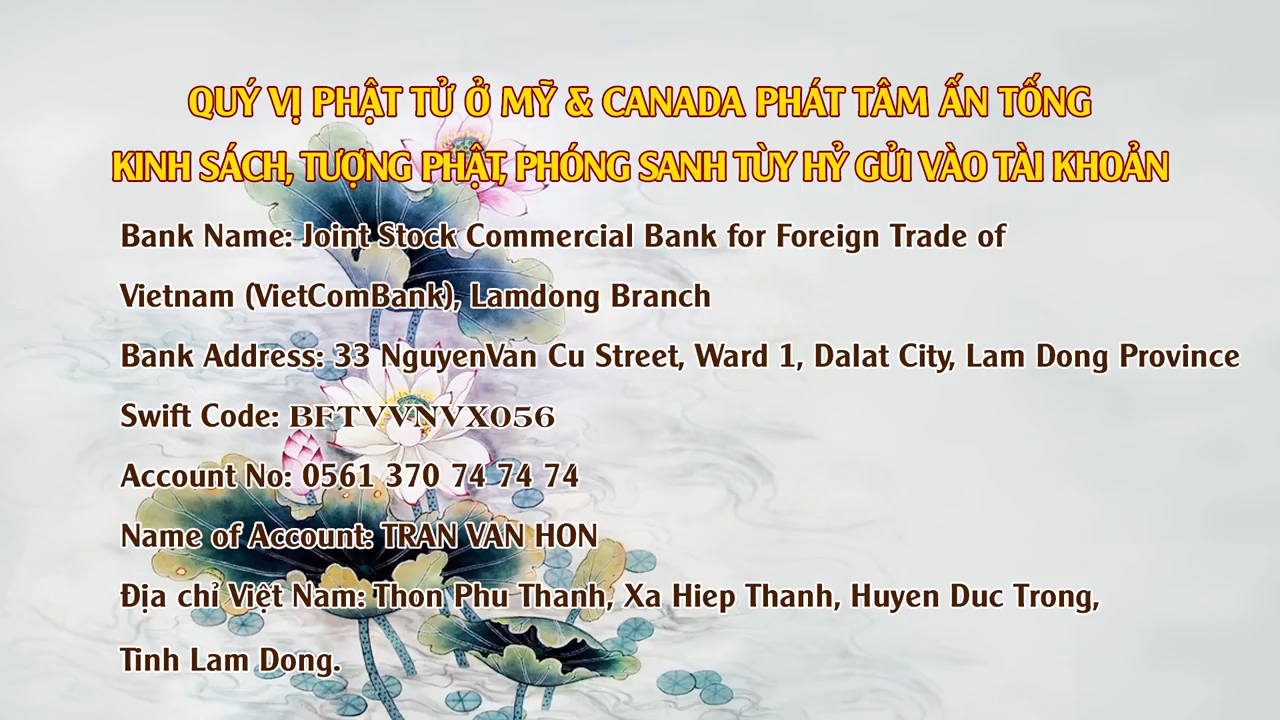 QUÝ VỊ PHẬT TỬ Ở MỸ & CANADA PHÁT TÂM ẤN TỐNG
KINH SÁCH, TƯỢNG PHẬT, PHÓNG SANH TÙY HỶ GỬI VÀO TÀI KHOẢN
Bank Name: Joint Stock Commercial Bank for Foreign Trade of
Vietnam (VietComBank), Lamdong Branch
Bank Address: 33 NguyenVan Cu Street, Ward 1, Dalat City, Lam Dong Province
Swift Code: BFTVVNVX056
Account No: 0561 370 74 74 74
Name of Account: TRAN VAN HON
Địa chỉ Việt Nam: Thon Phu Thanh, Xa Hiep Thanh, Huyen Duc Trong,
Tinh Lam Dong.